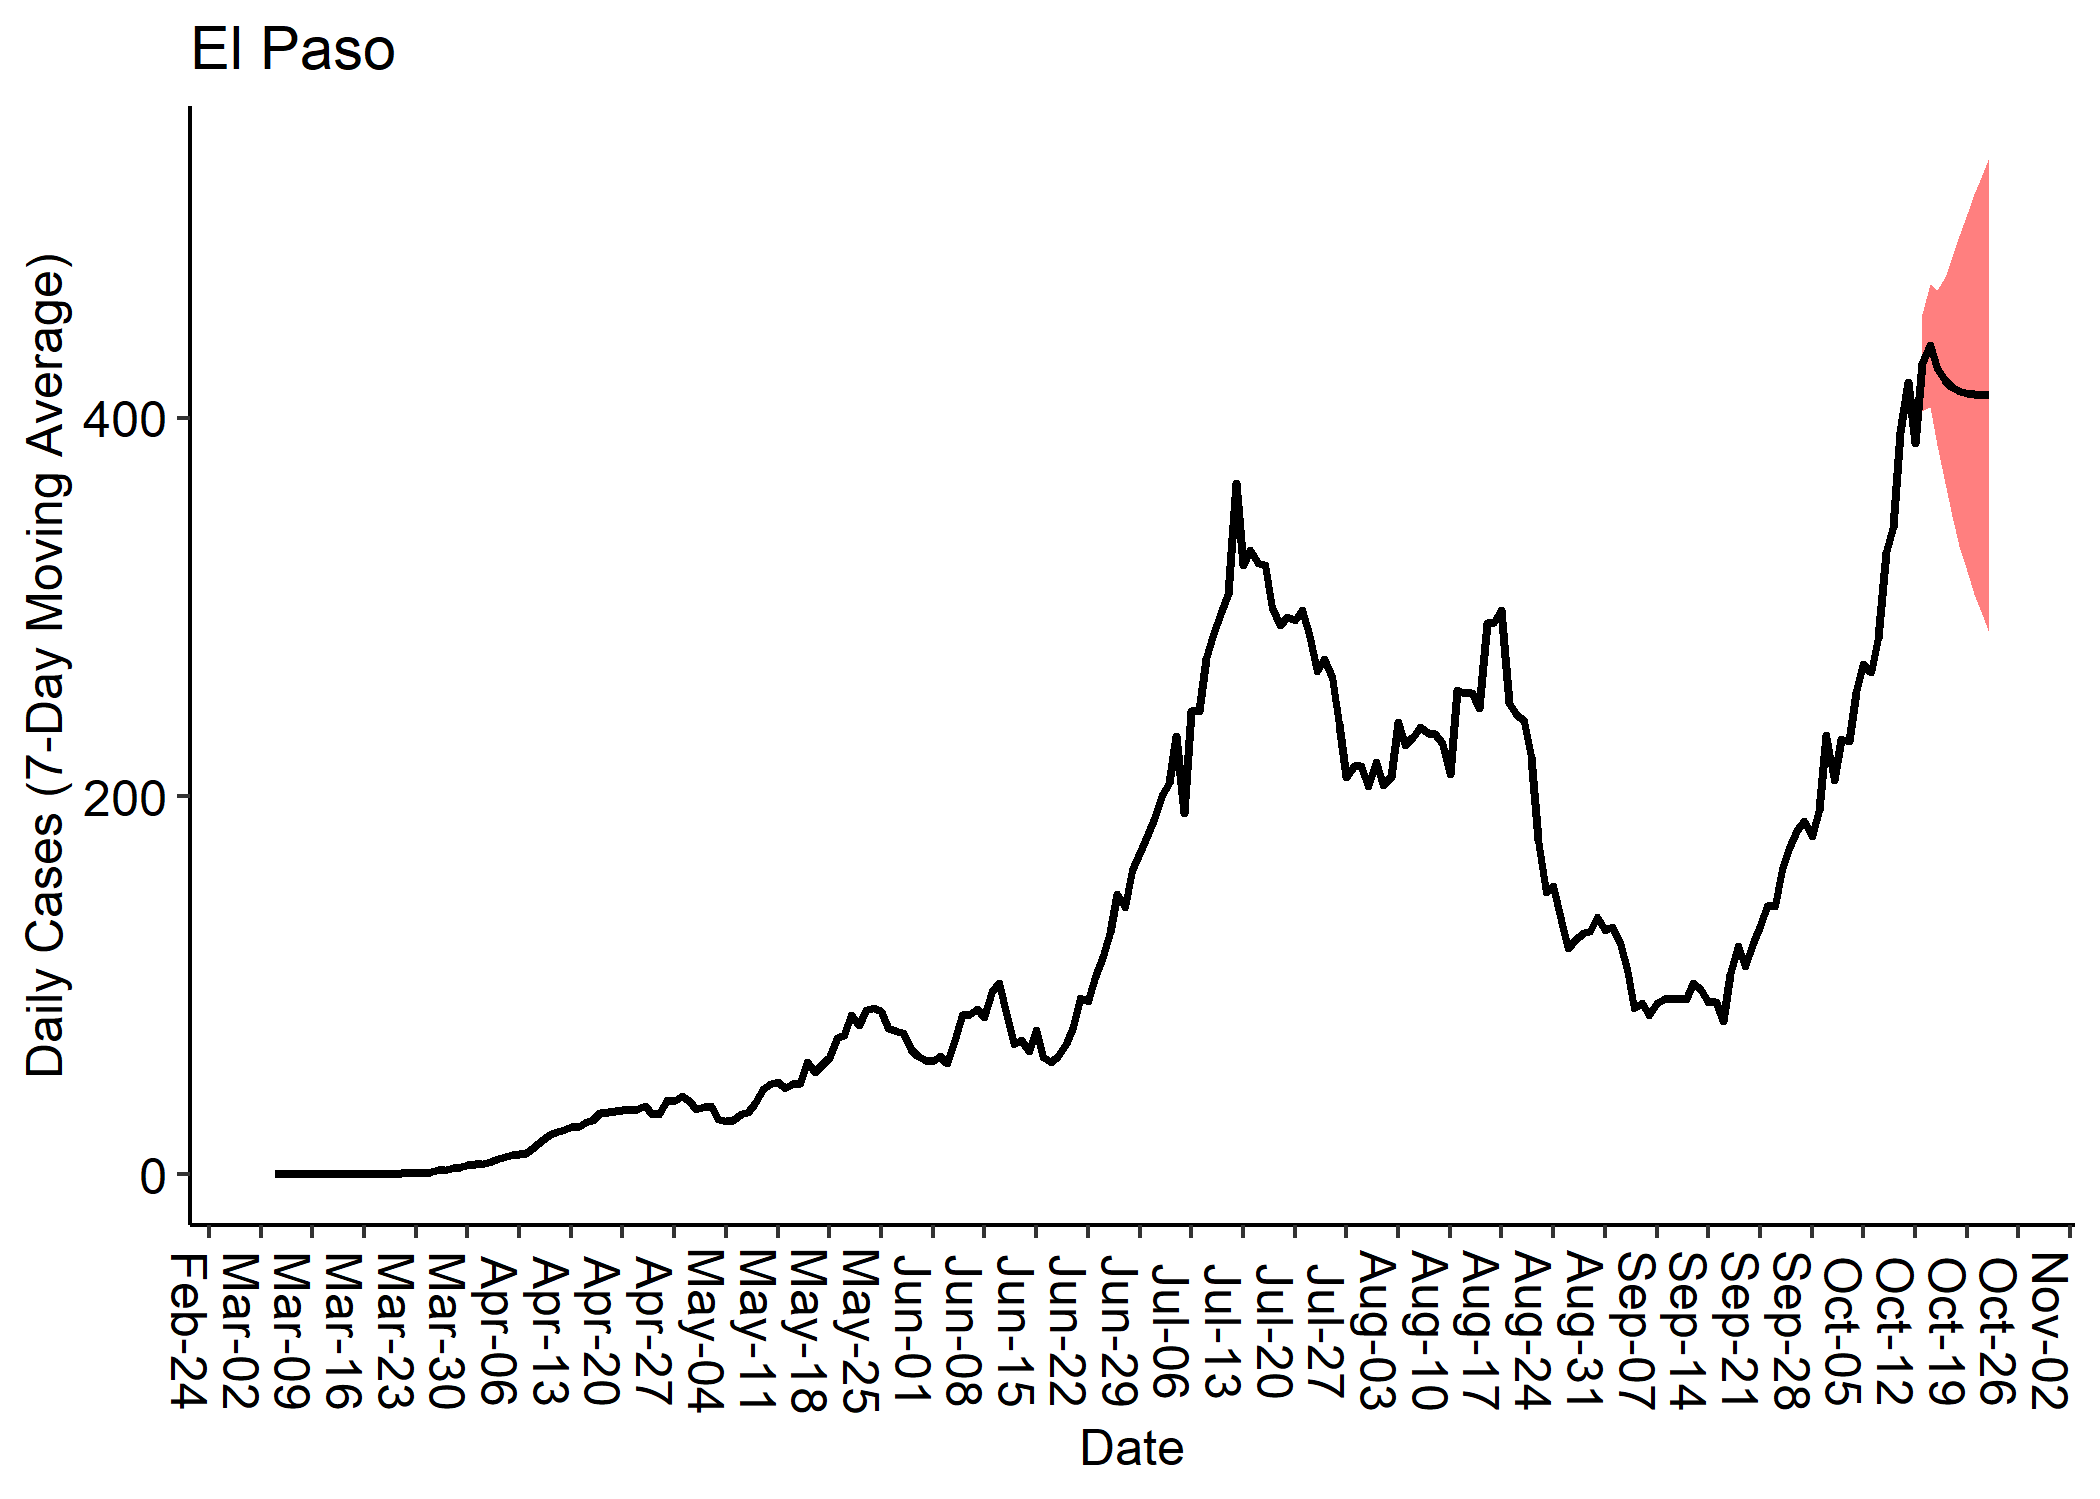 El Paso
Daily Cases (7-Day Moving Average)
400
200
0
Feb-24
Mar-02
Mar-09
Mar-16
Mar-23
Mar-30
Apr-06
Apr-13
Apr-20
Apr-27
May-04
May-11
May-18
May-25
Jun-01
Jun-08
Jun-15
Jun-22
Jun-29
Jul-06
Jul-13
Jul-20
Jul-27
Aug-03
Aug-10
Aug-17
Aug-24
Aug-31
Sep-07
Sep-14
Sep-21
Sep-28
Oct-05
Oct-12
Oct-19
Oct-26
Nov-02
Date